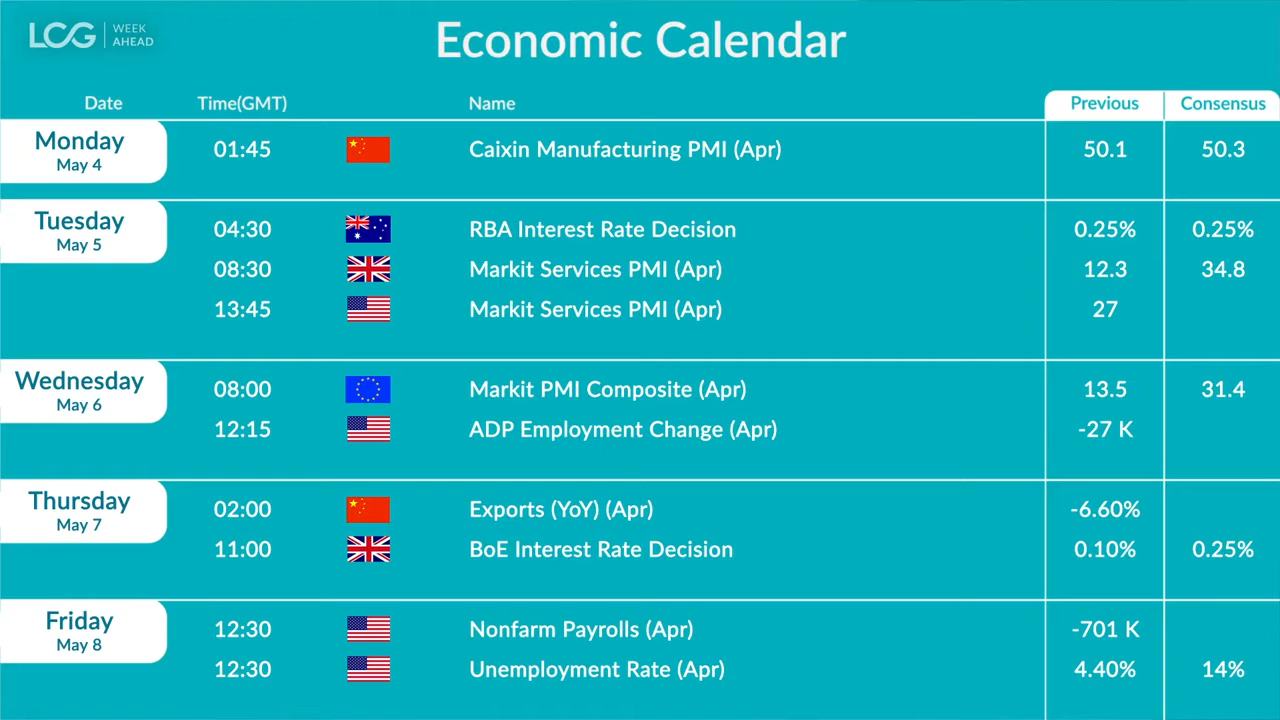 LCG WEEK AHEAD
Economic Calendar
Date Time(GMT) Name Previous Consensus
Monday
May 4
01:45 Caixin Manufacturing PMI (Apr) 50.1 50.3
Tuesday
May 5
04:30 RBA Interest Rate Decision 0.25% 0.25%
08:30 Markit Services PMI (Apr) 12.3 34.8
13:45 Markit Services PMI (Apr) 27
Wednesday
May 6
08:00 Markit PMI Composite (Apr) 13.5 31.4
12:15 ADP Employment Change (Apr) -27 K
Thursday
May 7
02:00 Exports (YoY) (Apr) -6.60%
11:00 BoE Interest Rate Decision 0.10% 0.25%
Friday
May 8
12:30 Nonfarm Payrolls (Apr) -701 K
12:30 Unemployment Rate (Apr) 4.40% 14%